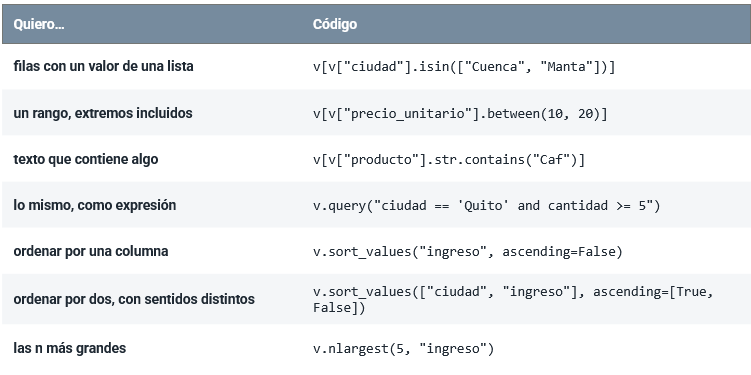 Quiero… Código
filas con un valor de una lista v[v["ciudad"].isin(["Cuenca", "Manta"])]
un rango, extremos incluidos v[v["precio_unitario"].between(10, 20)]
texto que contiene algo v[v["producto"].str.contains("Caf")]
lo mismo, como expresión v.query("ciudad == 'Quito' and cantidad >= 5")
ordenar por una columna v.sort_values("ingreso", ascending=False)
ordenar por dos, con sentidos distintos v.sort_values(["ciudad", "ingreso"], ascending=[True,
False])
las n más grandes v.nlargest(5, "ingreso")